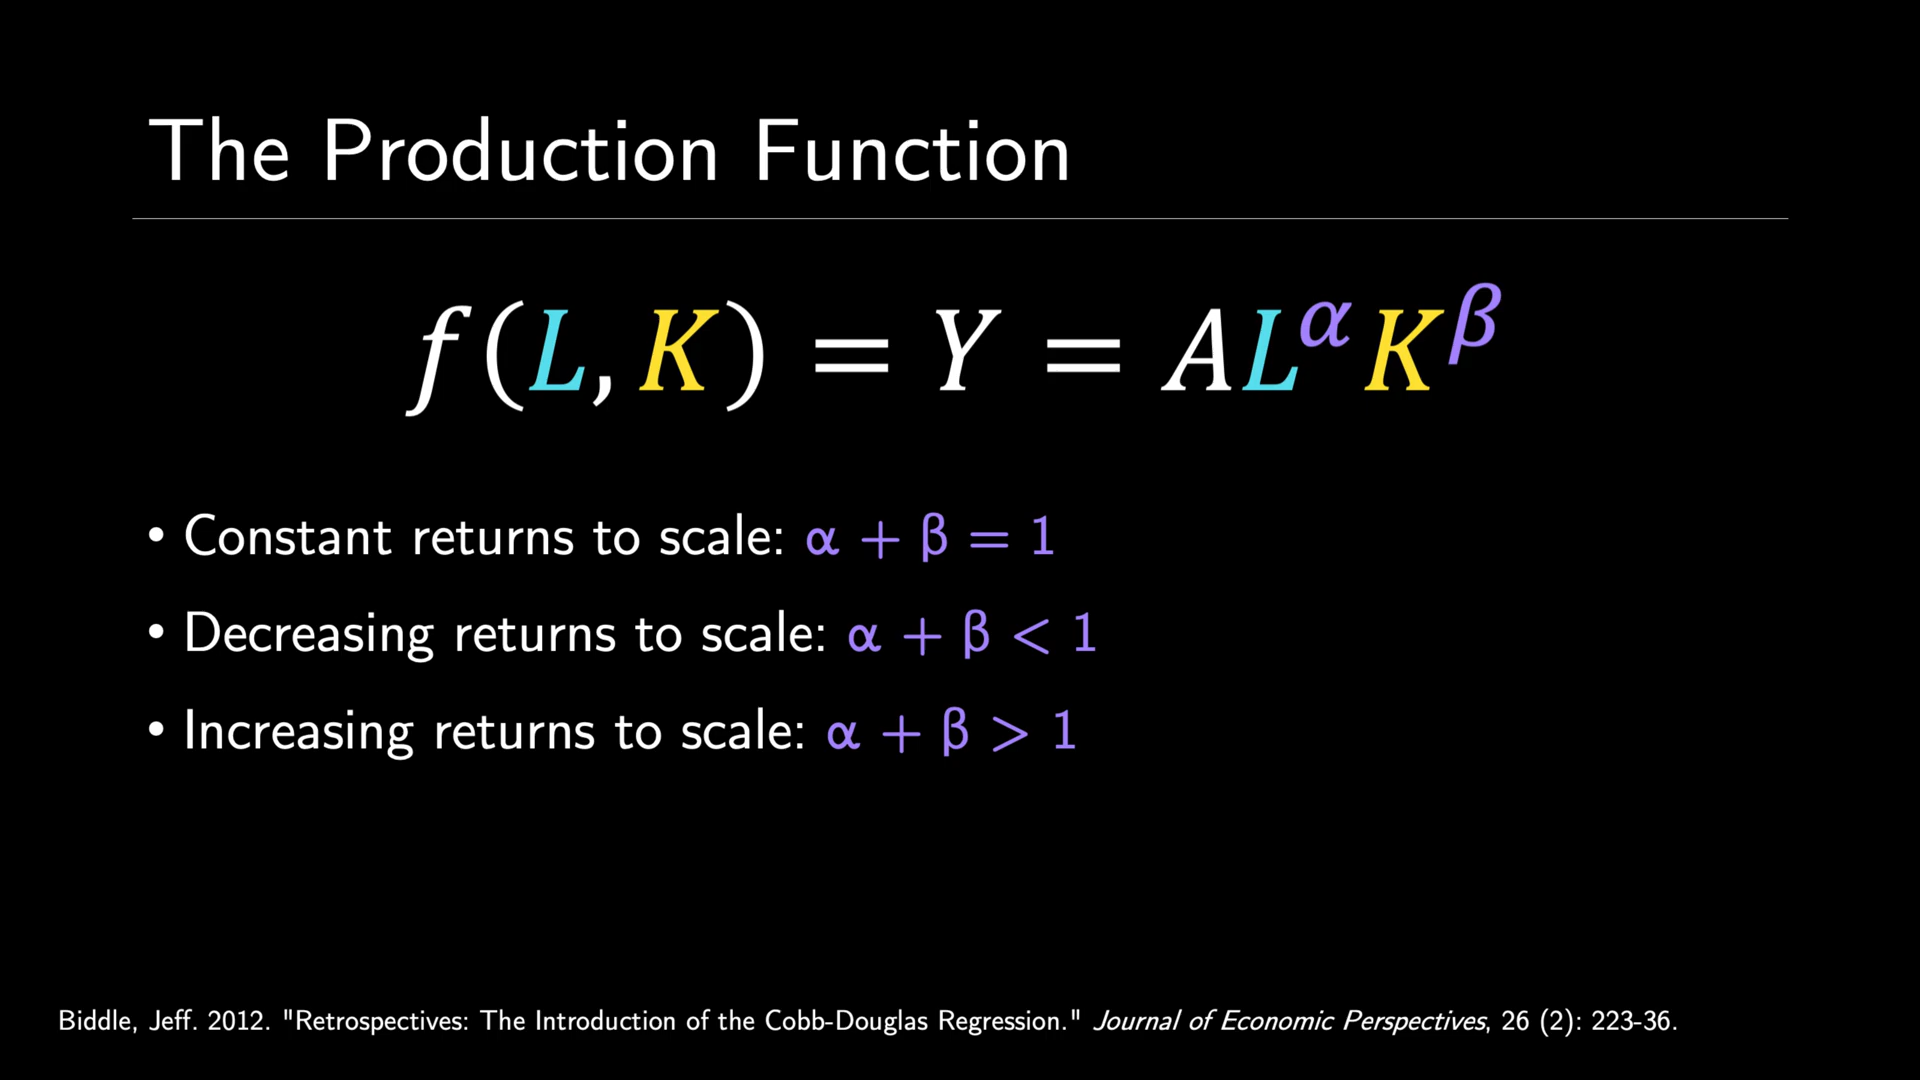 The Production Function
f(L, K) = Y = AL^α K^β
• Constant returns to scale: α + β = 1
• Decreasing returns to scale: α + β < 1
• Increasing returns to scale: α + β > 1
Biddle, Jeff. 2012. "Retrospectives: The Introduction of the Cobb-Douglas Regression." Journal of Economic Perspectives, 26 (2): 223-36.